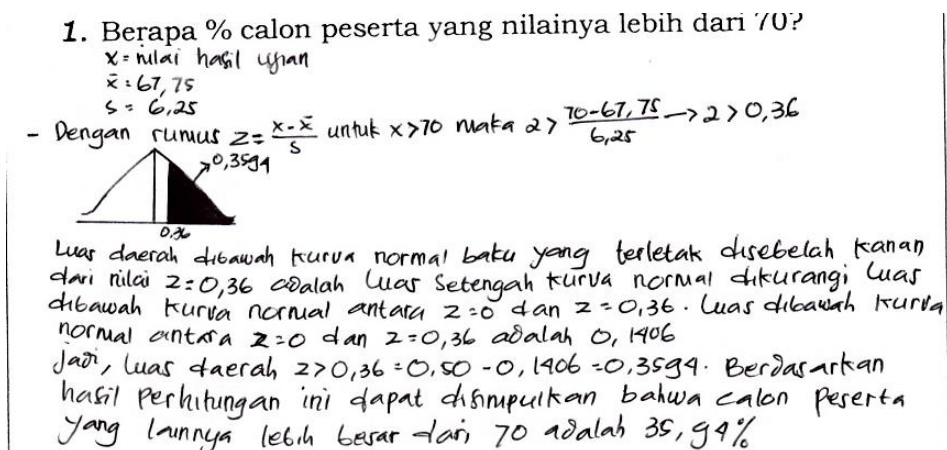 1. Berapa % calon peserta yang nilainya lebih dari 70?
x = nilai hasil ujian
x̄ : 67,75
s = 6,25
- Dengan rumus z = (x - x̄)/s untuk x > 70 maka z > (70 - 67,75)/6,25 → z > 0,36
0,3594
0,36
Luas daerah dibawah kurva normal baku yang terletak disebelah kanan
dari nilai z = 0,36 adalah luas setengah kurva normal dikurangi luas
dibawah kurva normal antara z = 0 dan z = 0,36. Luas dibawah kurva
normal antara z = 0 dan z = 0,36 adalah 0,1406
Jadi, luas daerah z > 0,36 = 0,50 - 0,1406 = 0,3594. Berdasarkan
hasil perhitungan ini dapat disimpulkan bahwa calon peserta
yang lainnya lebih besar dari 70 adalah 35,94%